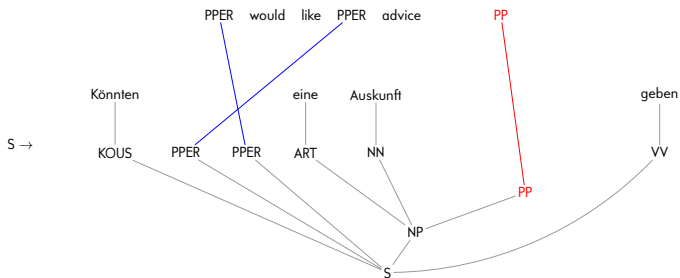 PPER would like PPER advice PP
Könnten eine Auskunft geben
S → KOUS PPER PPER ART NN VV
PP
NP
S